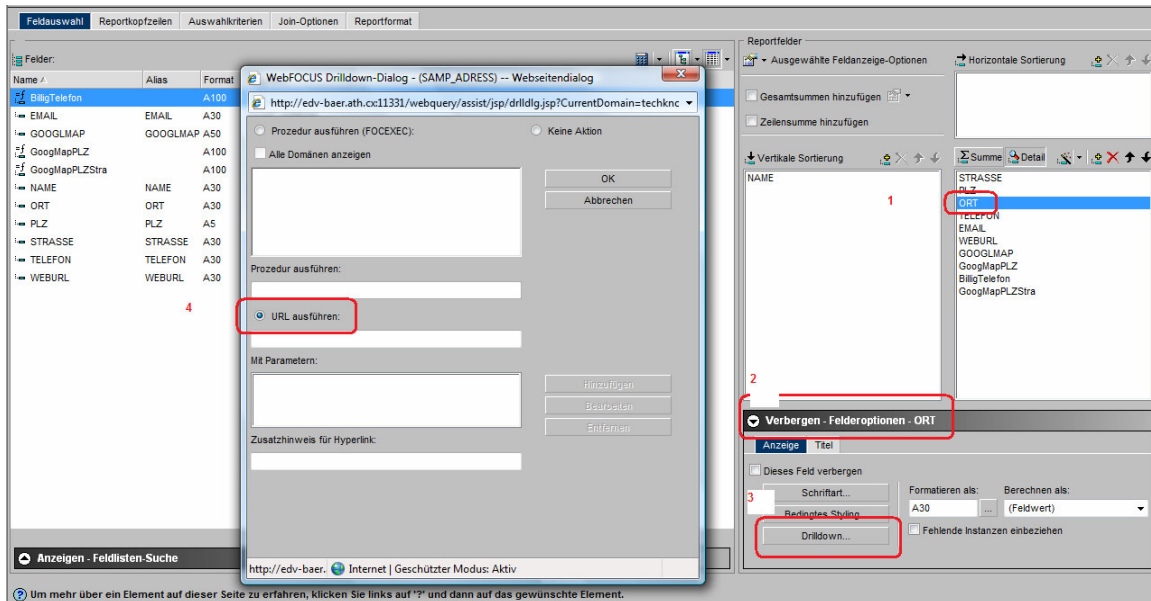 Feldauswahl Reportkopfzeilen Auswahlkriterien Join-Optionen Reportformat
Felder:
Name Alias Format
BilligTelefon A100
EMAIL EMAIL A30
GOOGLMAP GOOGLMAP A50
GoogMapPLZ A100
GoogMapPLZStra A100
NAME NAME A30
ORT ORT A30
PLZ PLZ A5
STRASSE STRASSE A30
TELEFON TELEFON A30
WEBURL WEBURL A30
4
Anzeigen - Feldlisten-Suche
WebFOCUS Drilldown-Dialog - (SAMP_ADRESS) -- Webseitendialog
http://edv-baer.ath.cx:11331/webquery/assist/jsp/drlldlg.jsp?CurrentDomain=techknc
Prozedur ausführen (FOCEXEC): Keine Aktion
Alle Domänen anzeigen
OK
Abbrechen
Prozedur ausführen:
URL ausführen:
Mit Parametern:
Hinzufügen
Bearbeiten
Entfernen
Zusatzhinweis für Hyperlink:
http://edv-baer. Internet | Geschützter Modus: Aktiv
Reportfelder
Ausgewählte Feldanzeige-Optionen
Horizontale Sortierung
Gesamtsummen hinzufügen
Zeilensumme hinzufügen
Vertikale Sortierung
Summe Detail
NAME
1
STRASSE
PLZ
ORT
TELEFON
EMAIL
WEBURL
GOOGLMAP
GoogMapPLZ
BilligTelefon
GoogMapPLZStra
2
Verbergen - Felderoptionen - ORT
Anzeige Titel
Dieses Feld verbergen
3
Schriftart...
Formatieren als: Berechnen als:
Bedingtes Styling
A30 ... (Feldwert)
Drilldown...
Fehlende Instanzen einbeziehen
Um mehr über ein Element auf dieser Seite zu erfahren, klicken Sie links auf '?' und dann auf das gewünschte Element.